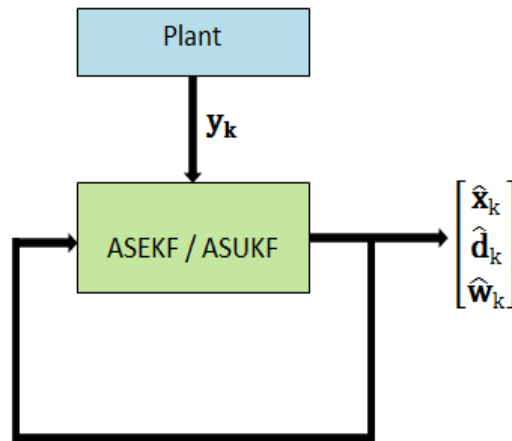 Plant
y_k
ASEKF / ASUKF
x̂_k
d̂_k
ŵ_k